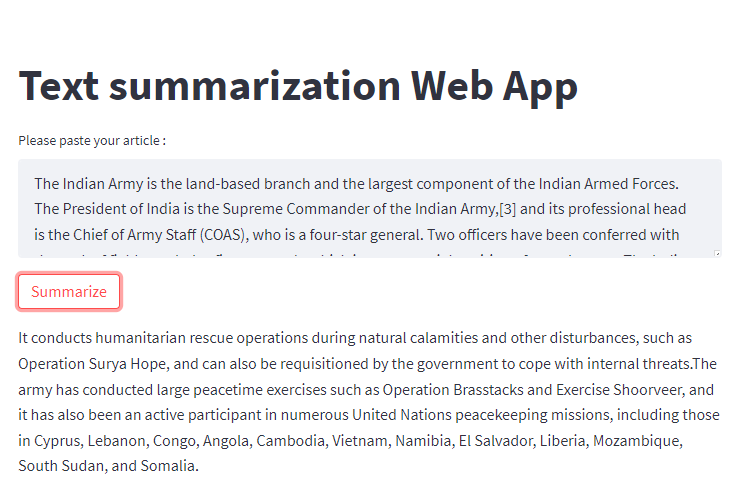 Text summarization Web App
Please paste your article :
The Indian Army is the land-based branch and the largest component of the Indian Armed Forces.
The President of India is the Supreme Commander of the Indian Army,[3] and its professional head
is the Chief of Army Staff (COAS), who is a four-star general. Two officers have been conferred with
Summarize
It conducts humanitarian rescue operations during natural calamities and other disturbances, such as
Operation Surya Hope, and can also be requisitioned by the government to cope with internal threats.The
army has conducted large peacetime exercises such as Operation Brasstacks and Exercise Shoorveer, and
it has also been an active participant in numerous United Nations peacekeeping missions, including those
in Cyprus, Lebanon, Congo, Angola, Cambodia, Vietnam, Namibia, El Salvador, Liberia, Mozambique,
South Sudan, and Somalia.